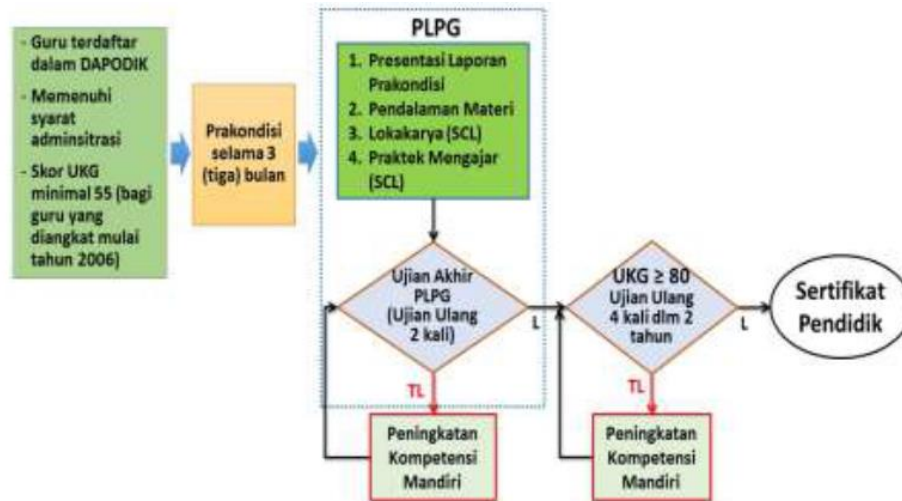 - Guru terdaftar
dalam DAPODIK
- Memenuhi
syarat
adminsitrasi
- Skor UKG
minimal 55 (bagi
guru yang
diangkat mulai
tahun 2006)
Prakondisi
selama 3
(tiga) bulan
PLPG
1. Presentasi Laporan
Prakondisi
2. Pendalaman Materi
3. Lokakarya (SCL)
4. Praktek Mengajar
(SCL)
Ujian Akhir
PLPG
(Ujian Ulang
2 kali)
L
TL
Peningkatan
Kompetensi
Mandiri
UKG ≥ 80
Ujian Ulang
4 kali dlm 2
tahun
L
TL
Peningkatan
Kompetensi
Mandiri
Sertifikat
Pendidik